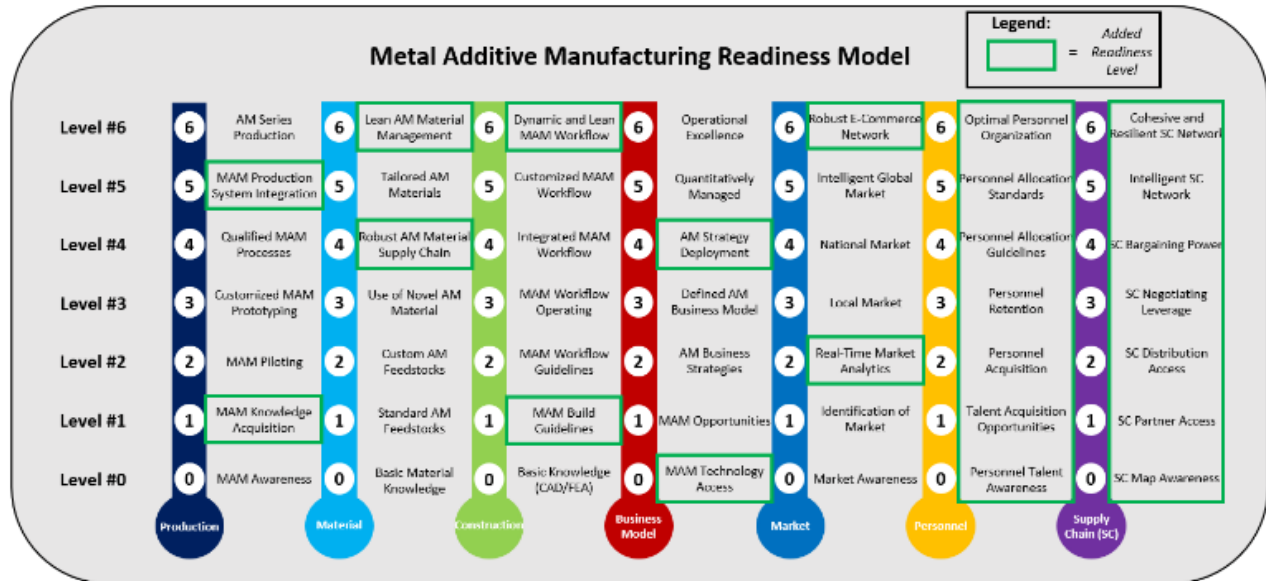 Legend:
= Added
Readiness
Level
Metal Additive Manufacturing Readiness Model
Level #6
6
AM Series
Production
6
Lean AM Material
Management
6
Dynamic and Lean
MAM Workflow
6
Operational
Excellence
6
Robust E-Commerce
Network
6
Optimal Personnel
Organization
6
Cohesive and
Resilient SC Network
Level #5
5
MAM Production
System Integration
5
Tailored AM
Materials
5
Customized MAM
Workflow
5
Quantitatively
Managed
5
Intelligent Global
Market
5
Personnel Allocation
Standards
5
Intelligent SC
Network
Level #4
4
Qualified MAM
Processes
4
Robust AM Material
Supply Chain
4
Integrated MAM
Workflow
4
AM Strategy
Deployment
4
National Market
4
Personnel Allocation
Guidelines
4
SC Bargaining Power
Level #3
3
Customized MAM
Prototyping
3
Use of Novel AM
Material
3
MAM Workflow
Operating
3
Defined AM
Business Model
3
Local Market
3
Personnel
Retention
3
SC Negotiating
Leverage
Level #2
2
MAM Piloting
2
Custom AM
Feedstocks
2
MAM Workflow
Guidelines
2
AM Business
Strategies
2
Real-Time Market
Analytics
2
Personnel
Acquisition
2
SC Distribution
Access
Level #1
1
MAM Knowledge
Acquisition
1
Standard AM
Feedstocks
1
MAM Build
Guidelines
1
MAM Opportunities
1
Identification of
Market
1
Talent Acquisition
Opportunities
1
SC Partner Access
Level #0
0
MAM Awareness
0
Basic Material
Knowledge
0
Basic Knowledge
(CAD/FEA)
0
MAM Technology
Access
0
Market Awareness
0
Personnel Talent
Awareness
0
SC Map Awareness
Production
Material
Construction
Business
Model
Market
Personnel
Supply
Chain (SC)